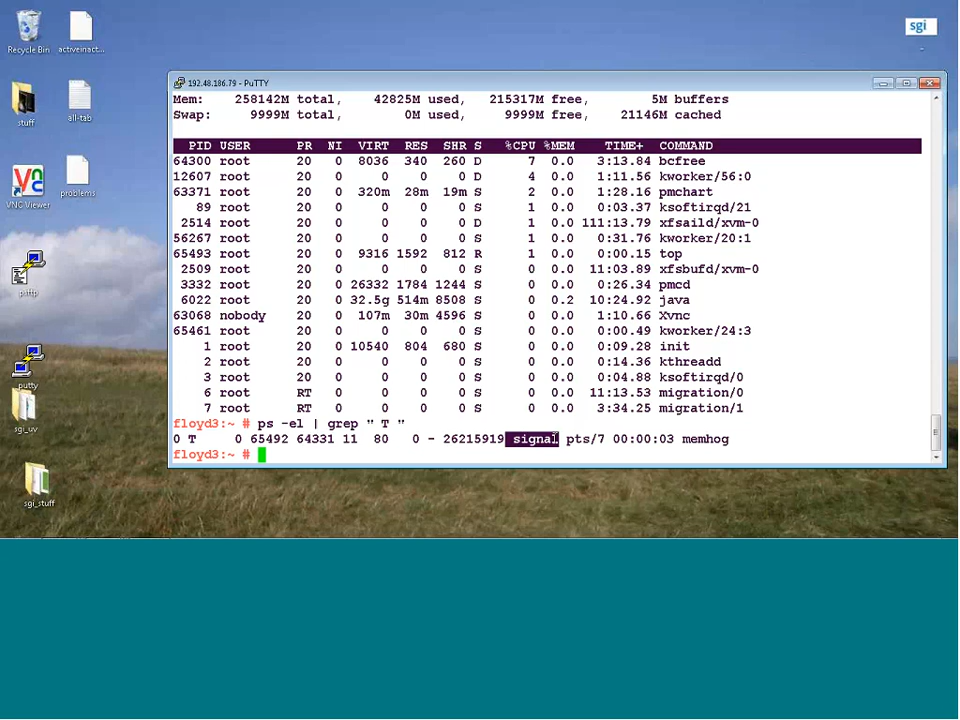 Recycle Bin
activeinact...
sgi
stuff
all-tab
VNC Viewer
problems
psftp
putty
sgi_uv
sgi_stuff
192.48.186.79 - PuTTY
Mem: 258142M total, 42825M used, 215317M free, 5M buffers
Swap: 9999M total, 0M used, 9999M free, 21146M cached
PID USER PR NI VIRT RES SHR S %CPU %MEM TIME+ COMMAND
64300 root 20 0 8036 340 260 D 7 0.0 3:13.84 bcfree
12607 root 20 0 0 0 0 D 4 0.0 1:11.56 kworker/56:0
63371 root 20 0 320m 28m 19m S 2 0.0 1:28.16 pmchart
89 root 20 0 0 0 0 S 1 0.0 0:03.37 ksoftirqd/21
2514 root 20 0 0 0 0 D 1 0.0 111:13.79 xfsaild/xvm-0
56267 root 20 0 0 0 0 S 1 0.0 0:31.76 kworker/20:1
65493 root 20 0 9316 1592 812 R 1 0.0 0:00.15 top
2509 root 20 0 0 0 0 S 0 0.0 11:03.89 xfsbufd/xvm-0
3332 root 20 0 26332 1784 1244 S 0 0.0 0:26.34 pmcd
6022 root 20 0 32.5g 514m 8508 S 0 0.2 10:24.92 java
63068 nobody 20 0 107m 30m 4596 S 0 0.0 1:10.66 Xvnc
65461 root 20 0 0 0 0 S 0 0.0 0:00.49 kworker/24:3
1 root 20 0 10540 804 680 S 0 0.0 0:09.28 init
2 root 20 0 0 0 0 S 0 0.0 0:14.36 kthreadd
3 root 20 0 0 0 0 S 0 0.0 0:04.88 ksoftirqd/0
6 root RT 0 0 0 0 S 0 0.0 11:13.53 migration/0
7 root RT 0 0 0 0 S 0 0.0 3:34.25 migration/1
floyd3:~ # ps -el | grep " T "
0 T 0 65492 64331 11 80 0 - 26215919 signal pts/7 00:00:03 memhog
floyd3:~ #